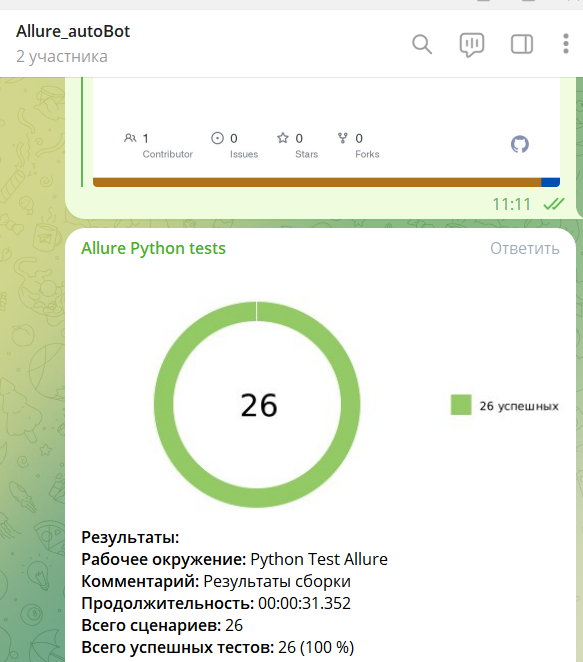 Allure_autoBot
2 участника
1
Contributor
0
Issues
0
Stars
0
Forks
11:11
Allure Python tests
Ответить
26
26 успешных
Результаты:
Рабочее окружение: Python Test Allure
Комментарий: Результаты сборки
Продолжительность: 00:00:31.352
Всего сценариев: 26
Всего успешных тестов: 26 (100 %)